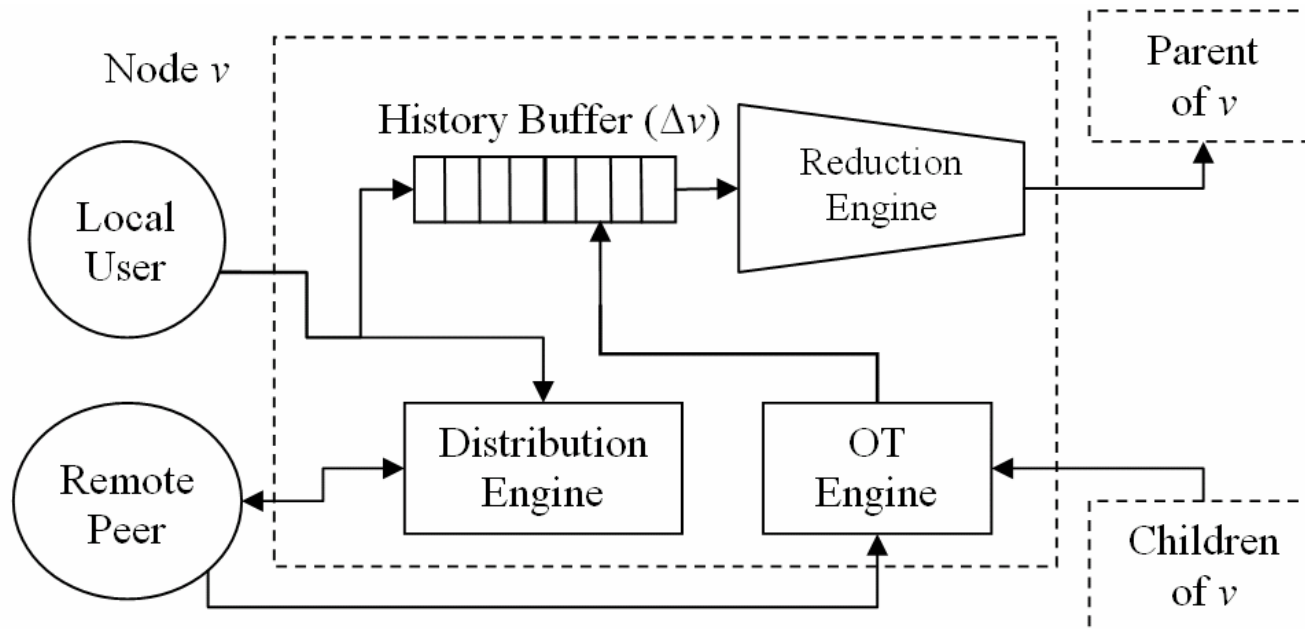 Node v
Parent
of v
History Buffer (Δv)
Reduction
Engine
Local
User
Distribution
Engine
OT
Engine
Remote
Peer
Children
of v